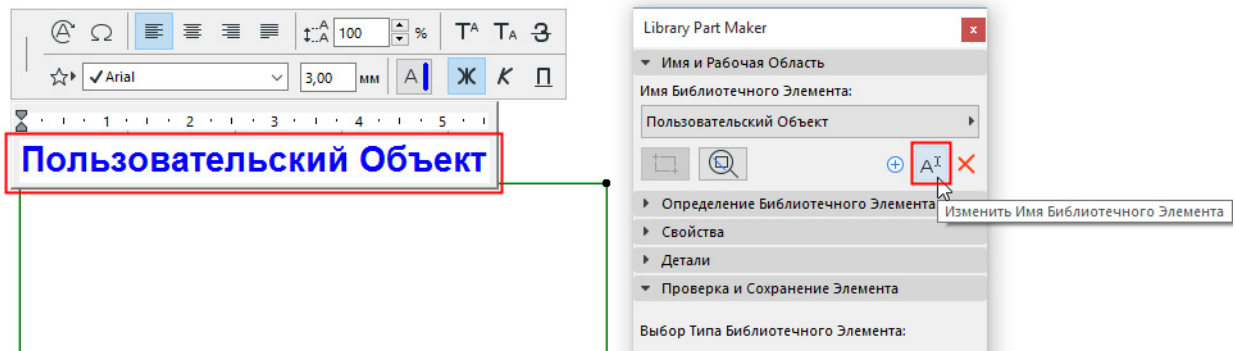 100 %
TA TA З
Arial
3,00 мм A Ж К П
1 2 3 4 5
Пользовательский Объект
Library Part Maker
Имя и Рабочая Область
Имя Библиотечного Элемента:
Пользовательский Объект
Определение Библиотечного Элемента
Изменить Имя Библиотечного Элемента
Свойства
Детали
Проверка и Сохранение Элемента
Выбор Типа Библиотечного Элемента: